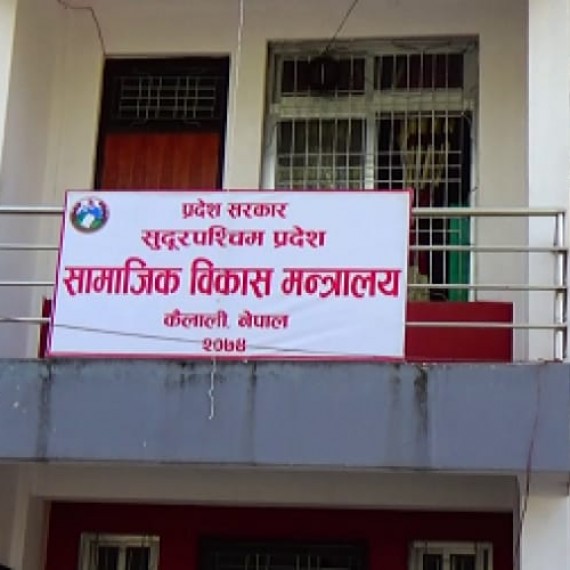 प्रदेश सरकार
सुदूरपश्चिम प्रदेश
सामाजिक विकास मन्त्रालय
कैलाली, नेपाल
२०७४